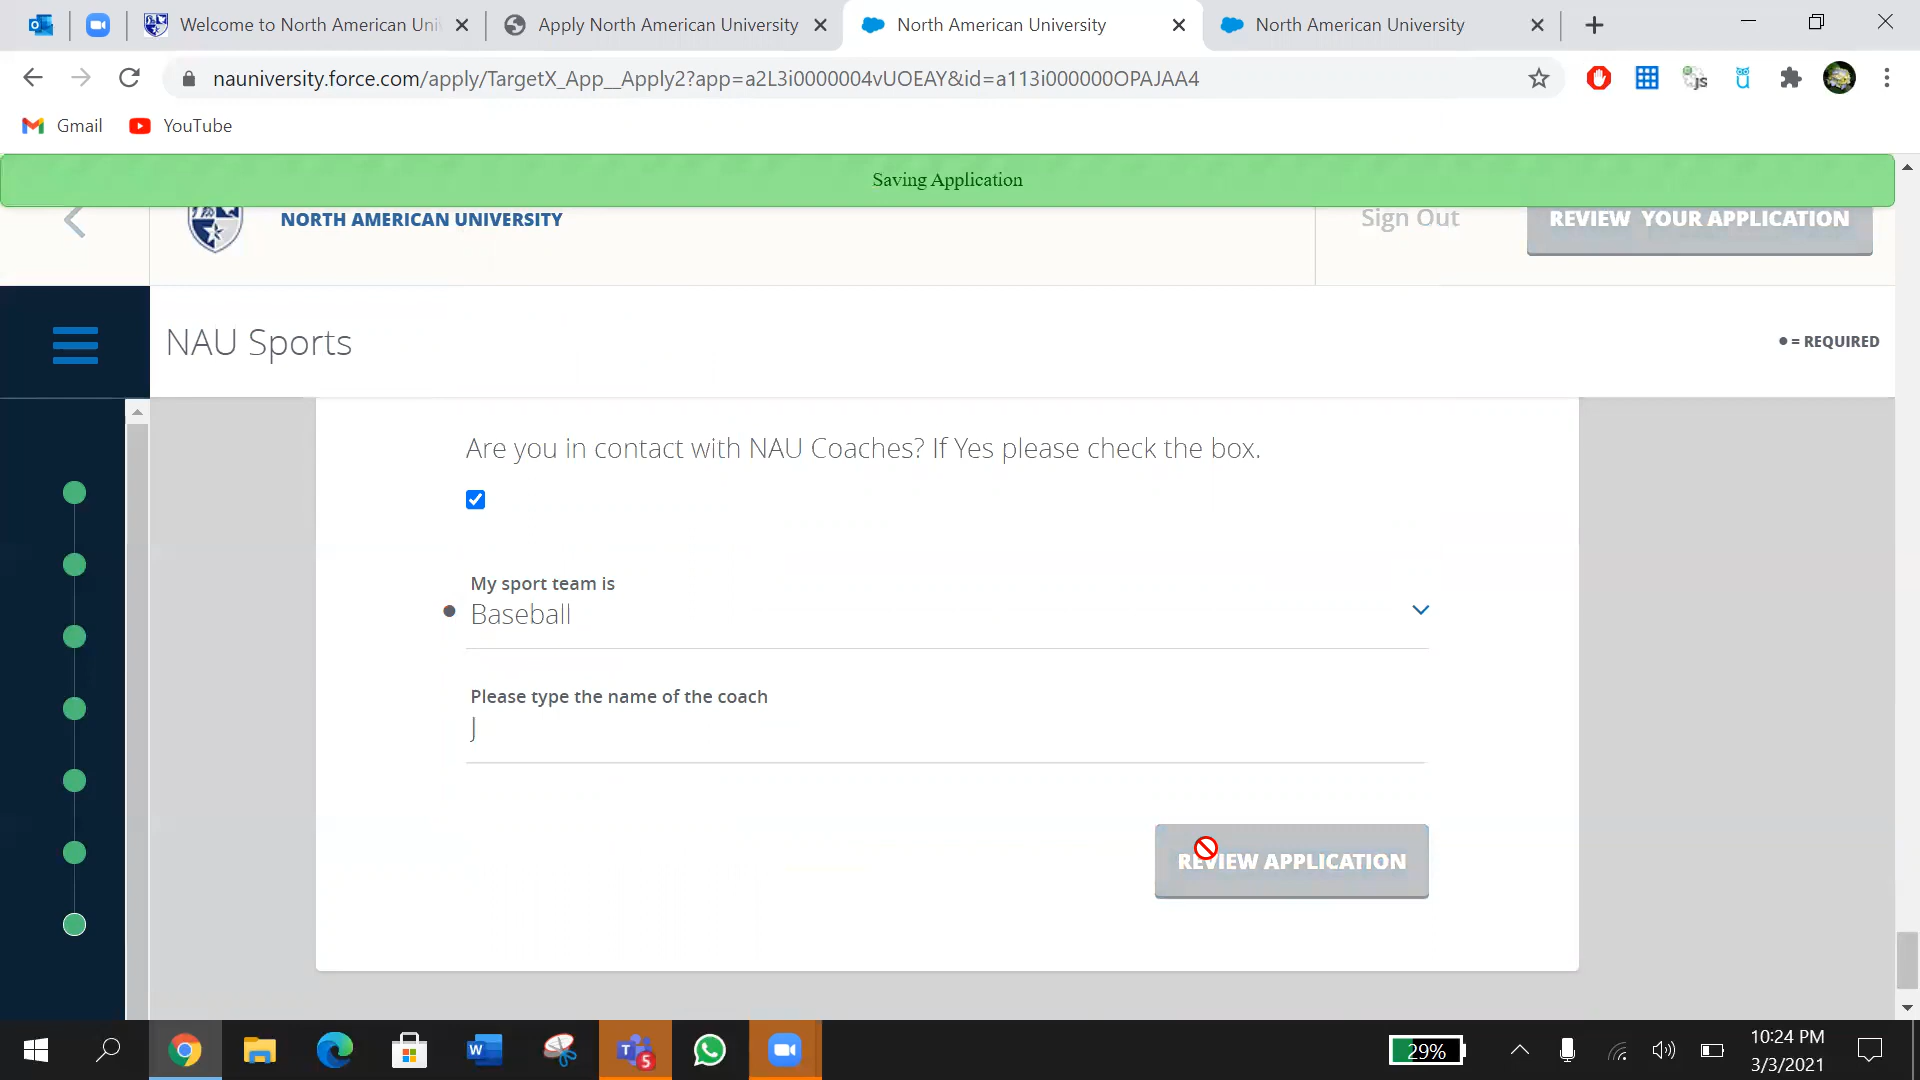 Welcome to North American Uni
Apply North American University
North American University
North American University
nauniversity.force.com/apply/TargetX_App__Apply2?app=a2L3i0000004vUOEAY&id=a113i000000OPAJAA4
Gmail
YouTube
Saving Application
NORTH AMERICAN UNIVERSITY
Sign Out
REVIEW YOUR APPLICATION
NAU Sports
= REQUIRED
Are you in contact with NAU Coaches? If Yes please check the box.
My sport team is
Baseball
Please type the name of the coach
J
REVIEW APPLICATION
29%
10:24 PM
3/3/2021